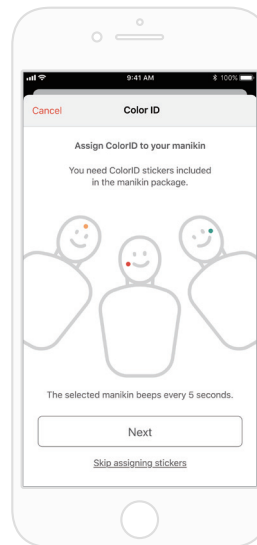 9:41 AM
100%
Cancel
Color ID
Assign ColorID to your manikin
You need ColorID stickers included
in the manikin package.
The selected manikin beeps every 5 seconds.
Next
Skip assigning stickers